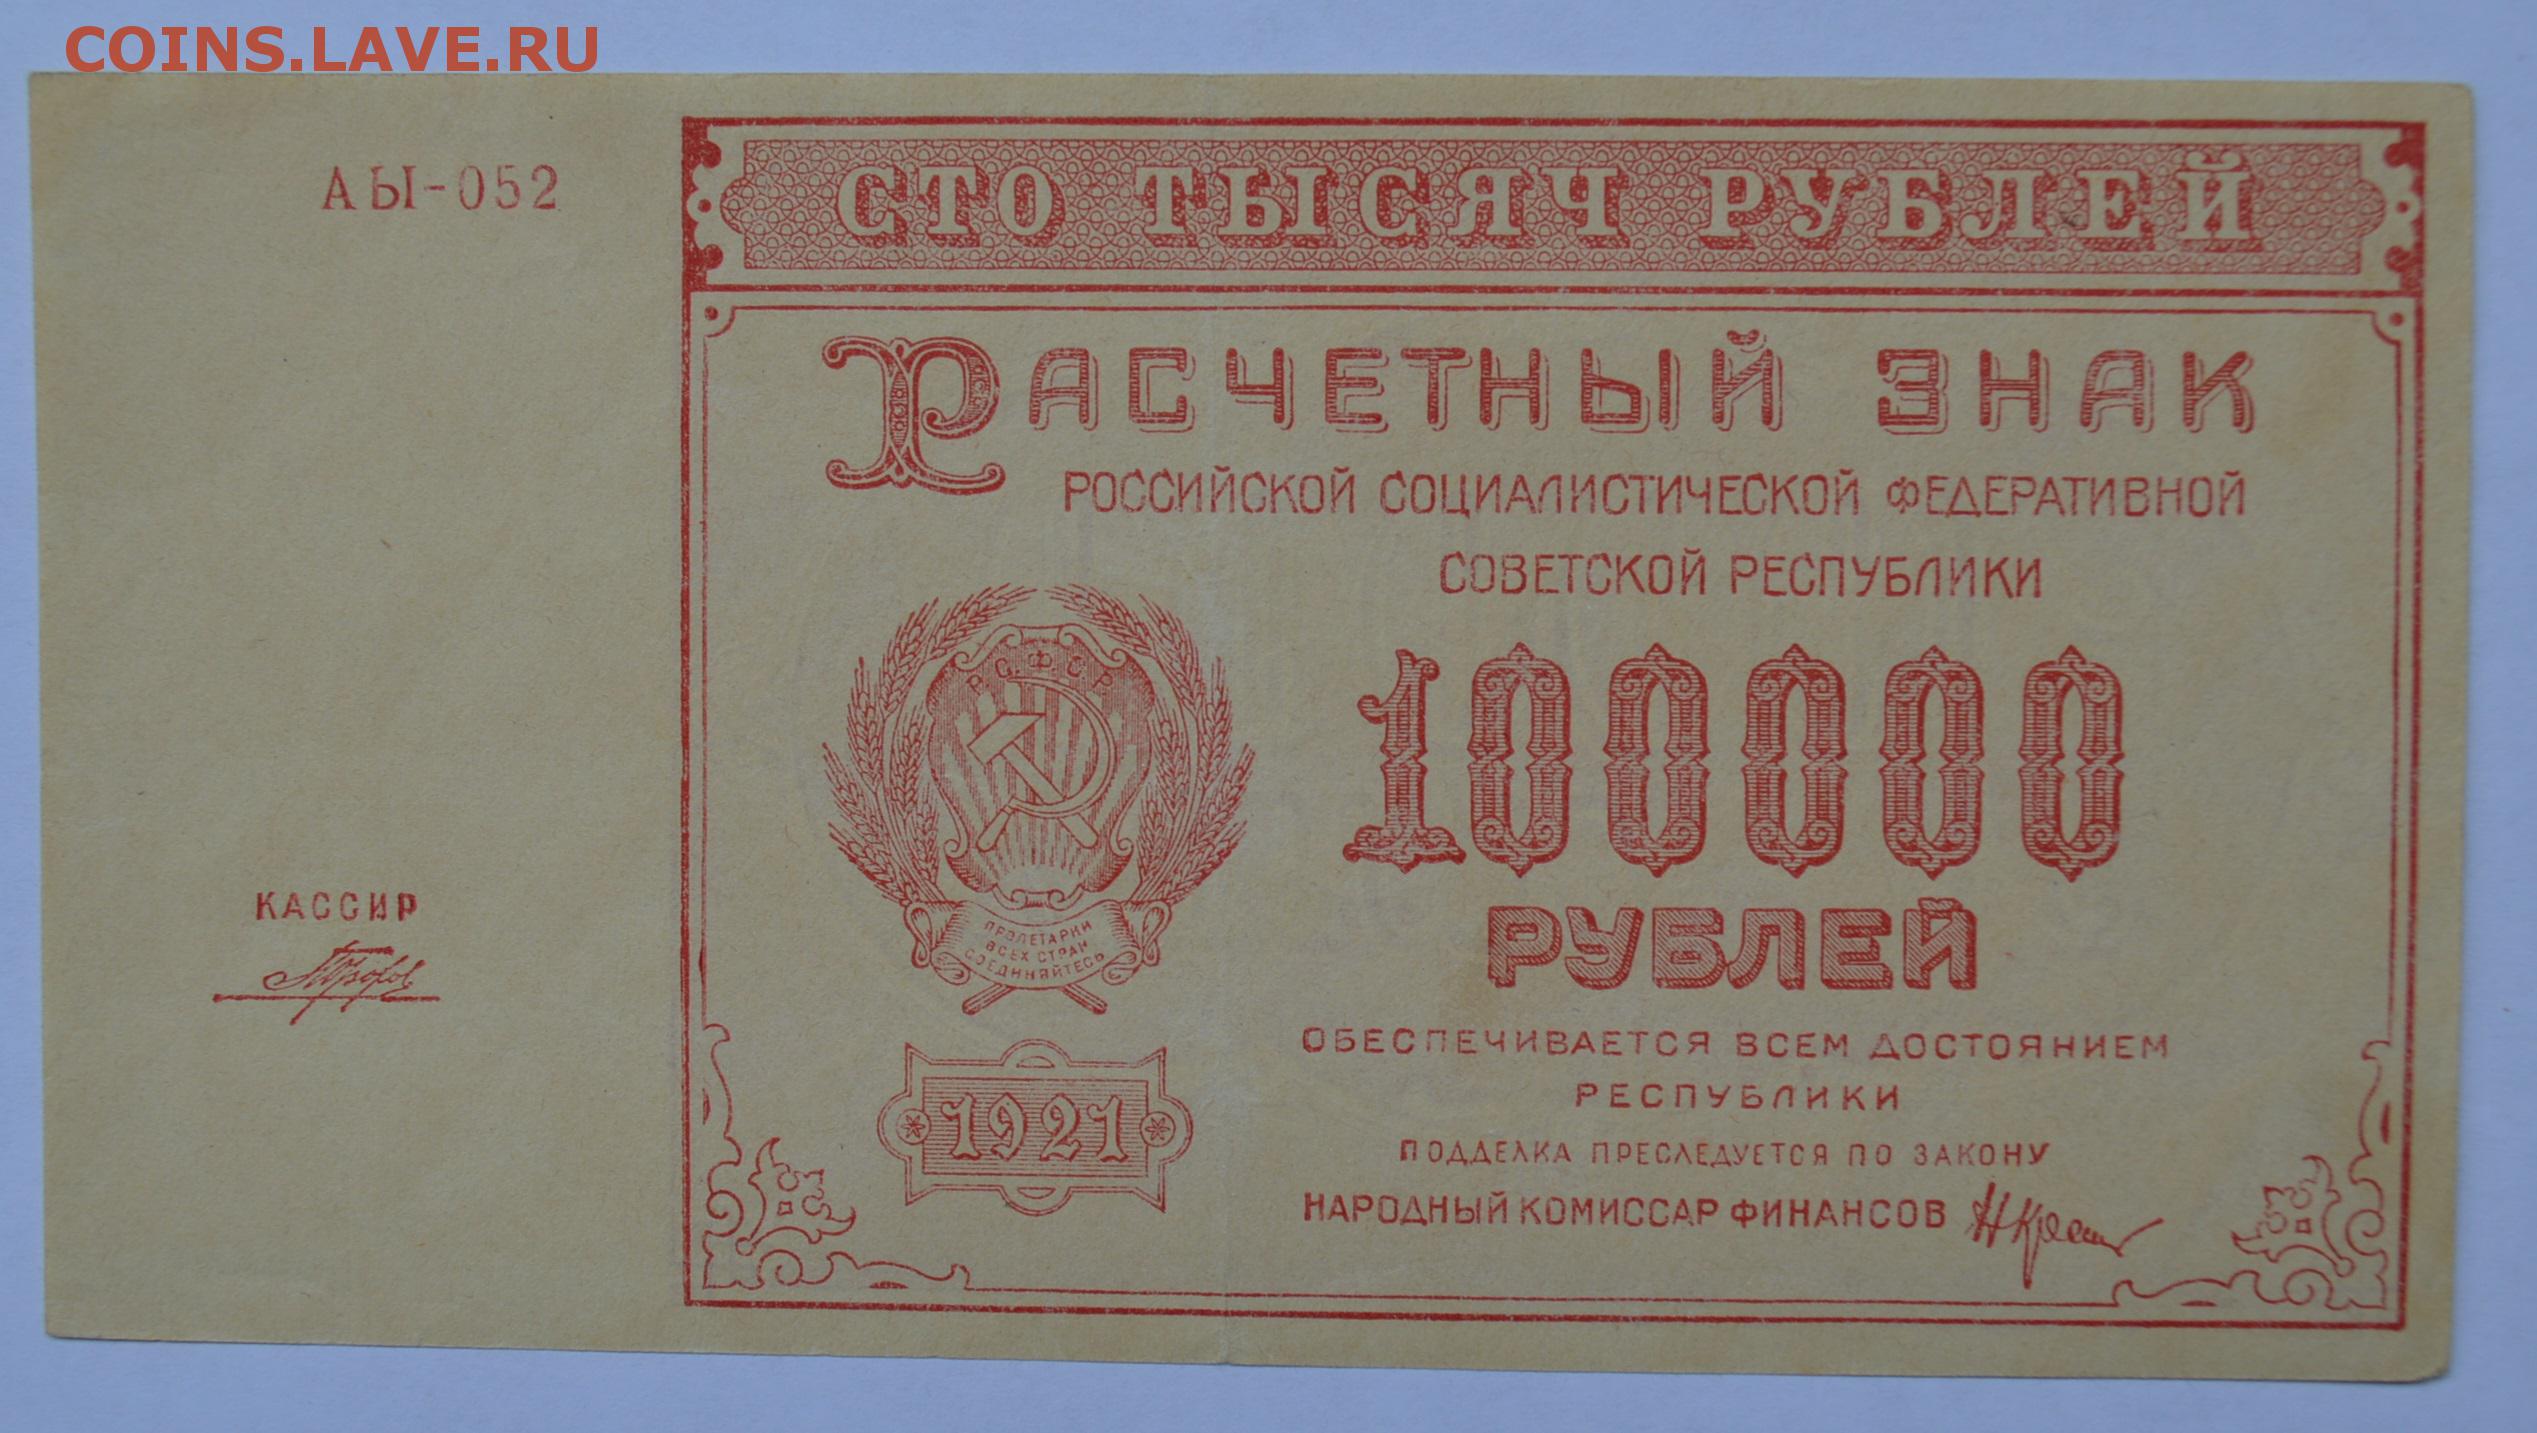 COINS.LAVE.RU
АЫ-052
СТО ТЫСЯЧ РУБЛЕЙ
РАСЧЕТНЫЙ ЗНАК
РОССИЙСКОЙ СОЦИАЛИСТИЧЕСКОЙ ФЕДЕРАТИВНОЙ
СОВЕТСКОЙ РЕСПУБЛИКИ
Р.С.Ф.С.Р.
100000
РУБЛЕЙ
КАССИР
ПРОЛЕТАРИИ
ВСЕХ СТРАН
СОЕДИНЯЙТЕСЬ
1921
ОБЕСПЕЧИВАЕТСЯ ВСЕМ ДОСТОЯНИЕМ
РЕСПУБЛИКИ
ПОДДЕЛКА ПРЕСЛЕДУЕТСЯ ПО ЗАКОНУ
НАРОДНЫЙ КОМИССАР ФИНАНСОВ